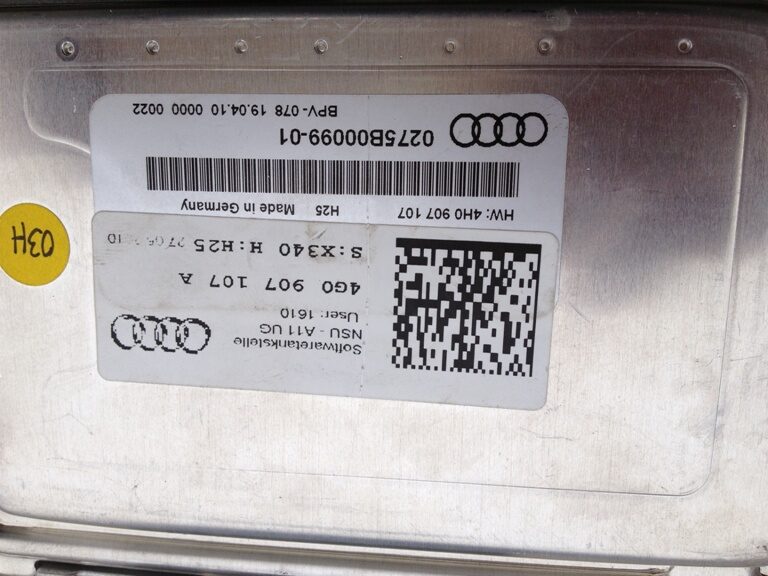 BPV- 078 19.04.10 0000 0022
0275B00099-01
HW: 4H0 907 107 H25 Made in Germany
S:X340 H:H25
4G0 907 107 A
Softwaretankstelle
NSU - A11 UG
User: 1610
03H